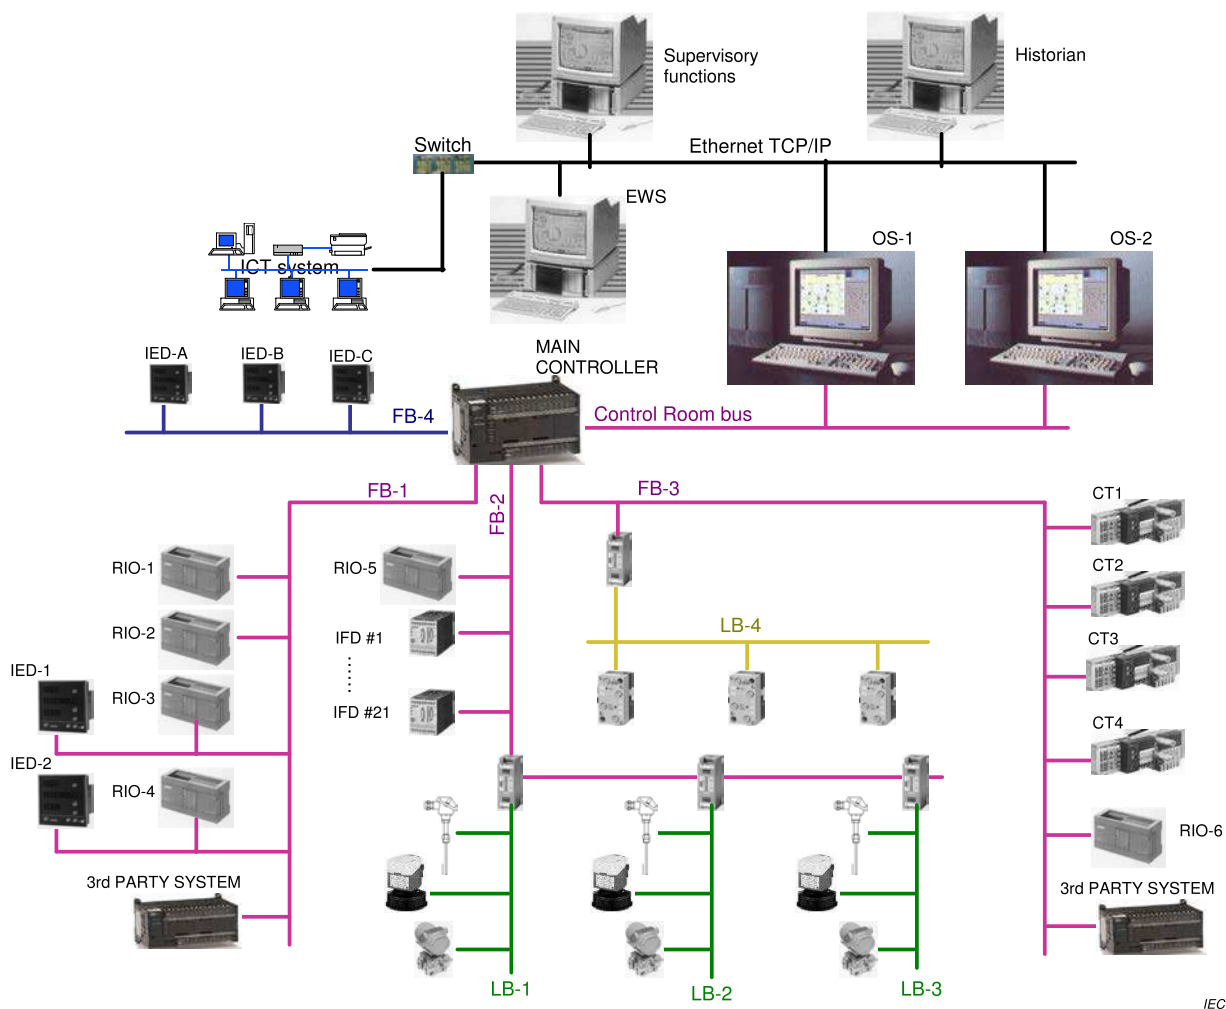 Supervisory
functions
Historian
Switch
Ethernet TCP/IP
EWS
OS-1
OS-2
ICT system
IED-A
IED-B
IED-C
MAIN
CONTROLLER
FB-4
Control Room bus
FB-1
FB-2
FB-3
CT1
RIO-1
RIO-5
CT2
RIO-2
IFD #1
LB-4
CT3
IED-1
RIO-3
IFD #21
CT4
IED-2
RIO-4
RIO-6
3rd PARTY SYSTEM
3rd PARTY SYSTEM
LB-1
LB-2
LB-3
IEC